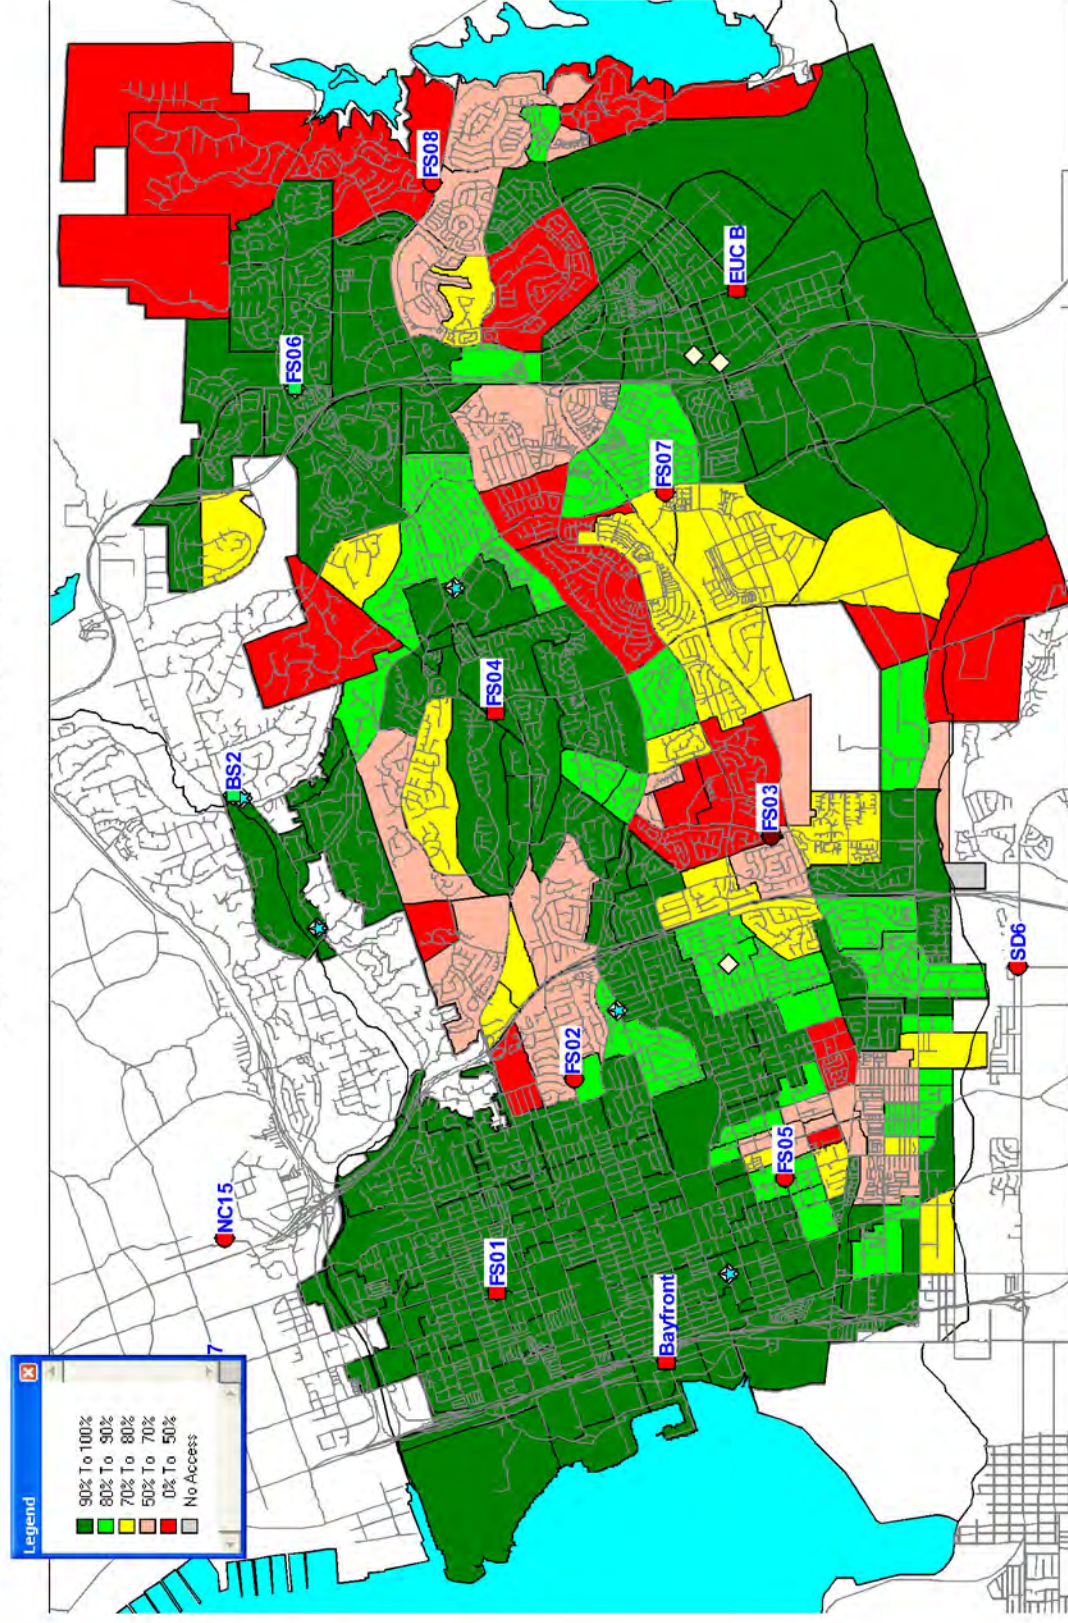 Legend
90% To 100%
80% To 90%
70% To 80%
50% To 70%
0% To 50%
No Access
7
NC15
BS2
FS06
FS08
FS01
FS02
FS04
Bayfront
FS05
FS03
FS07
EUC B
SD6